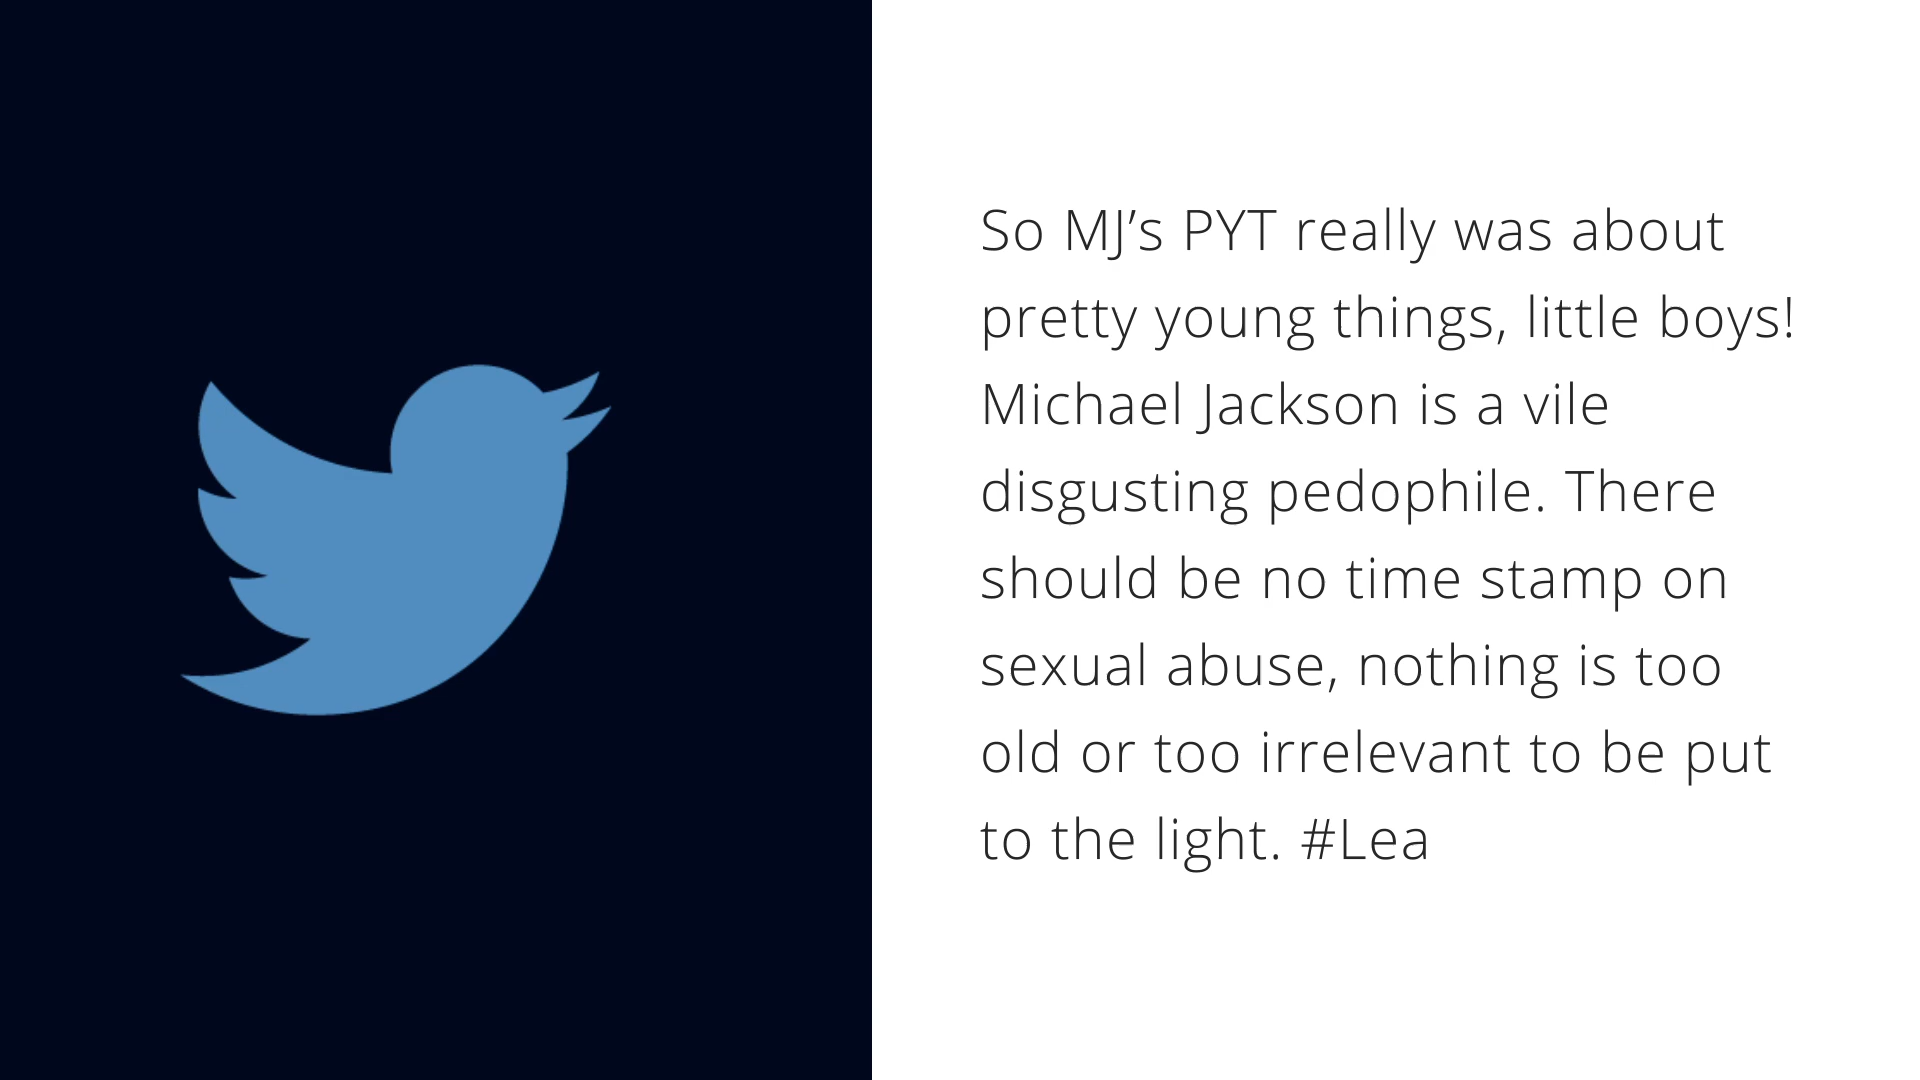 So MJ’s PYT really was about
pretty young things, little boys!
Michael Jackson is a vile
disgusting pedophile. There
should be no time stamp on
sexual abuse, nothing is too
old or too irrelevant to be put
to the light. #Lea